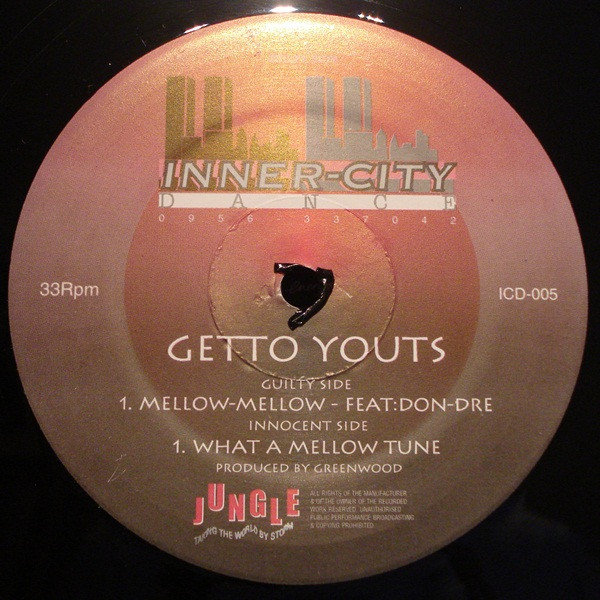 INNER-CITY
DANCE
0956-337042
33Rpm
ICD-005
GETTO YOUTS
GUILTY SIDE
1. MELLOW-MELLOW - FEAT:DON-DRE
INNOCENT SIDE
1. WHAT A MELLOW TUNE
PRODUCED BY GREENWOOD
JUNGLE
TAKING THE WORLD BY STORM
ALL RIGHTS OF THE MANUFACTURER
& OF THE OWNER OF THE RECORDED
WORK RESERVED. UNAUTHORISED
PUBLIC PERFORMANCE BROADCASTING
& COPYING PROHIBITED